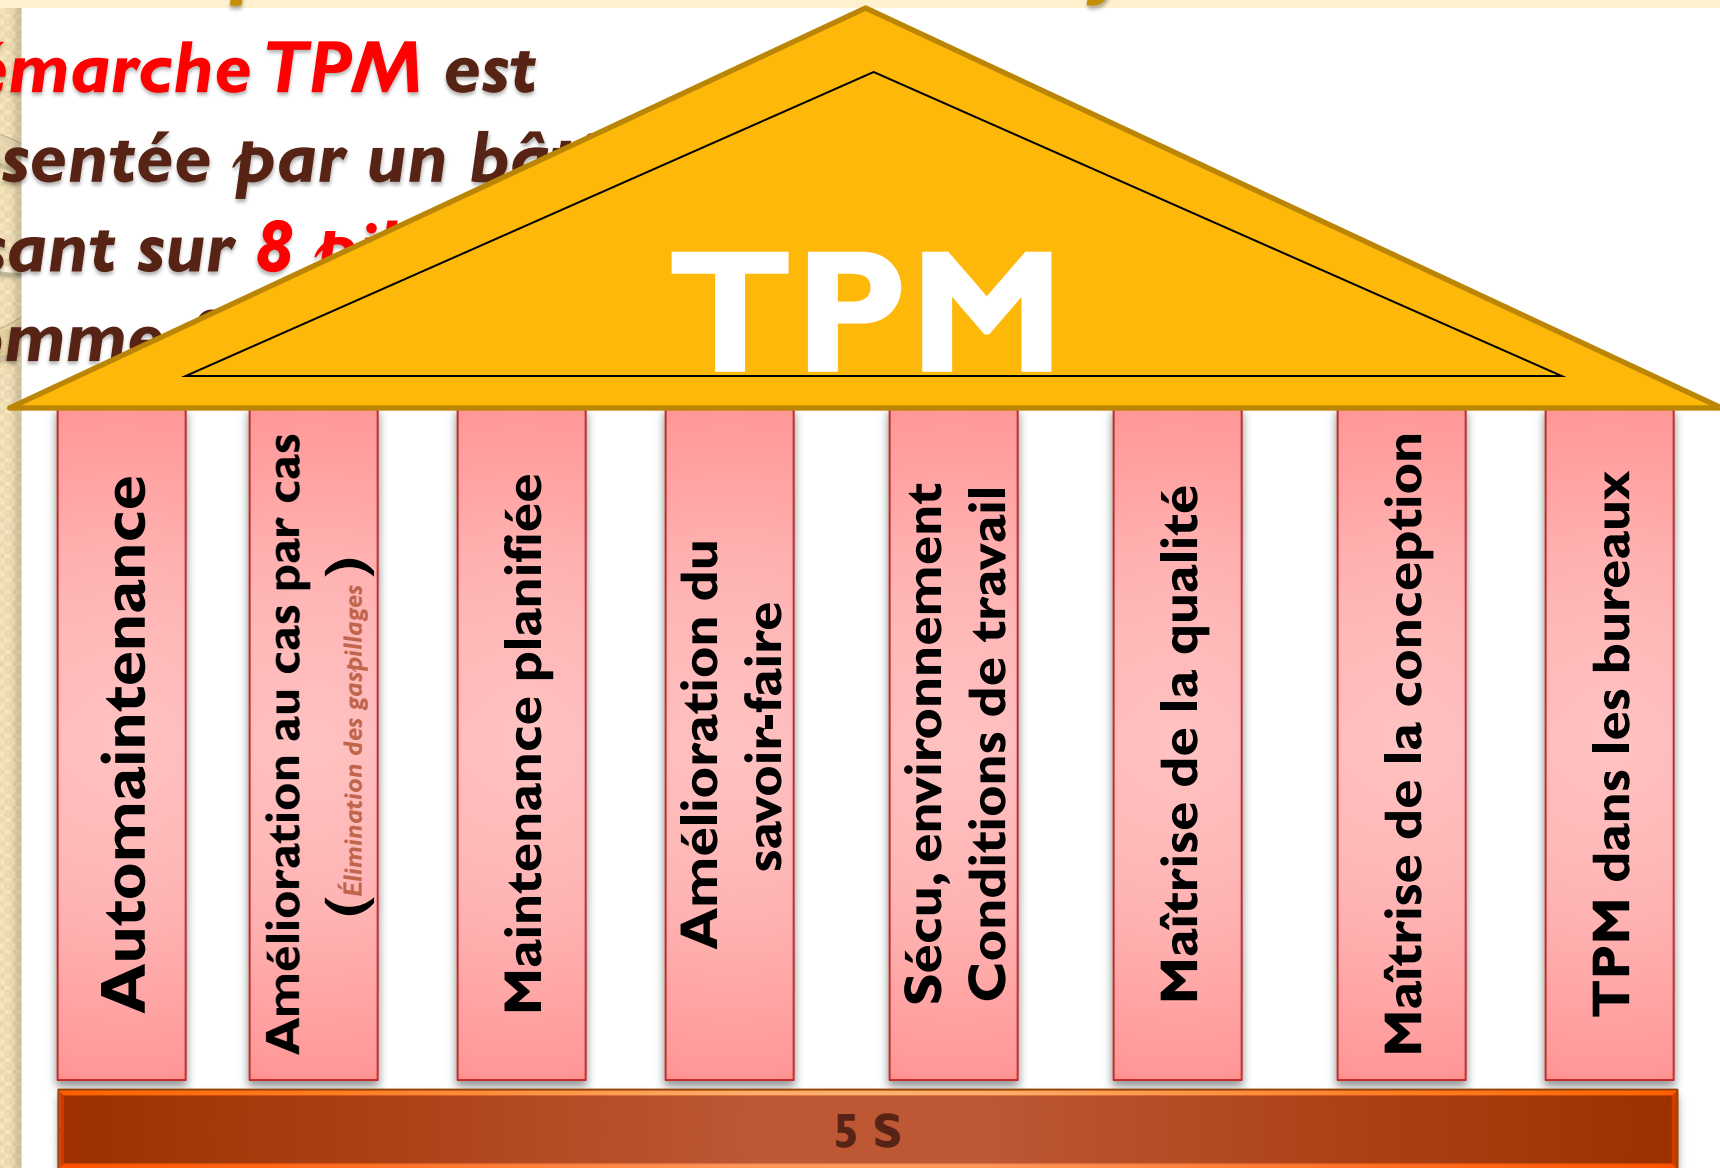 émarche TPM est
sentée par un
sant sur 8
omme
TPM
Automaintenance
Amélioration au cas par cas
(Élimination des gaspillages)
Maintenance planifiée
Amélioration du
savoir-faire
Sécu, environnement
Conditions de travail
Maîtrise de la qualité
Maîtrise de la conception
TPM dans les bureaux
5 S